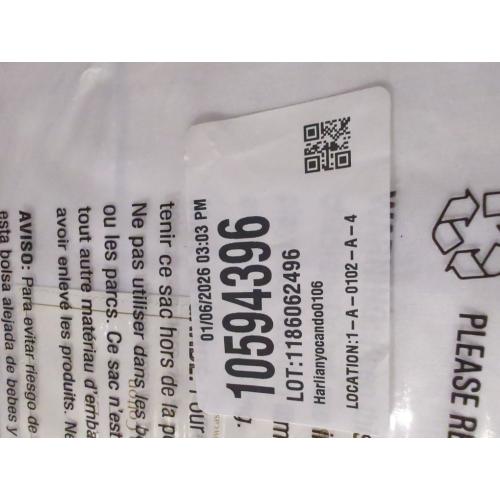 01/06/2026 03:03 PM
10594396
LOT:1186062496
Harlianyocando0106
LOCATION:1-A-0102-A-4
tenir ce sac hors de la
Ne pas utiliser dans les
ou les parcs. Ce sac n'est
tout autre matériau d'emba
avoir enlevé les produits. Ne
AVISO: Para evitar riesgo de
esta bolsa alejada de bebes y
PLEASE RE